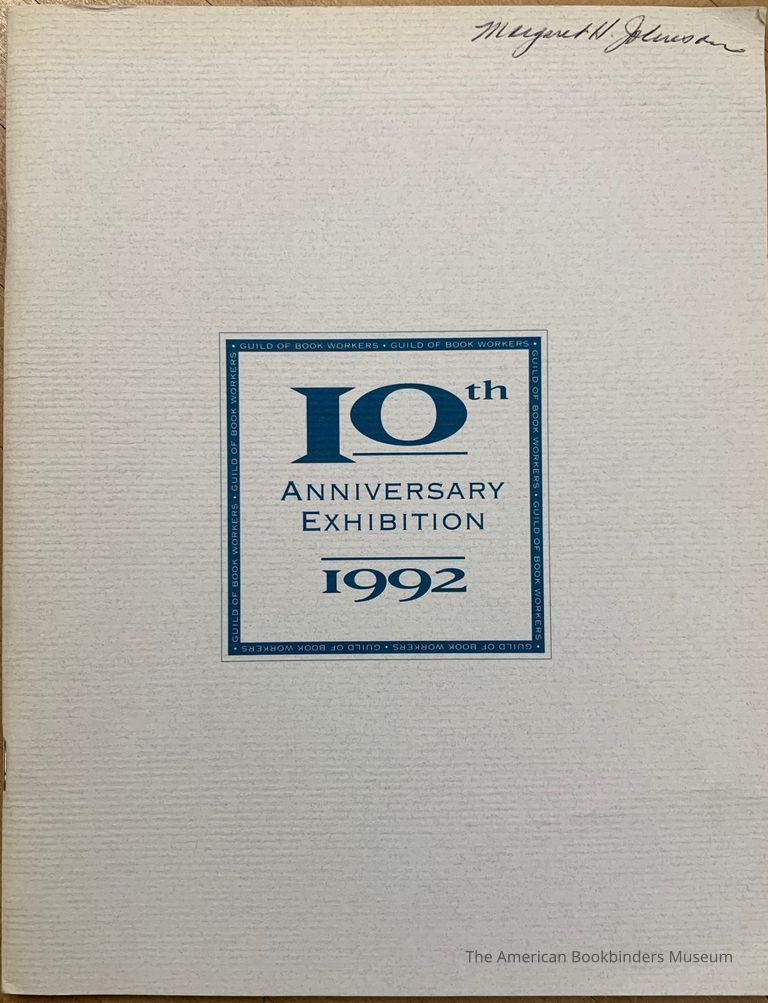 Margaret H. Johnson
• GUILD OF BOOK WORKERS • GUILD OF BOOK WORKERS •
GUILD OF BOOK WORKERS • GUILD OF BOOK WORKERS •
GUILD OF BOOK WORKERS • GUILD OF BOOK WORKERS •
GUILD OF BOOK WORKERS • GUILD OF BOOK WORKERS
10th
ANNIVERSARY
EXHIBITION
1992
The American Bookbinders Museum